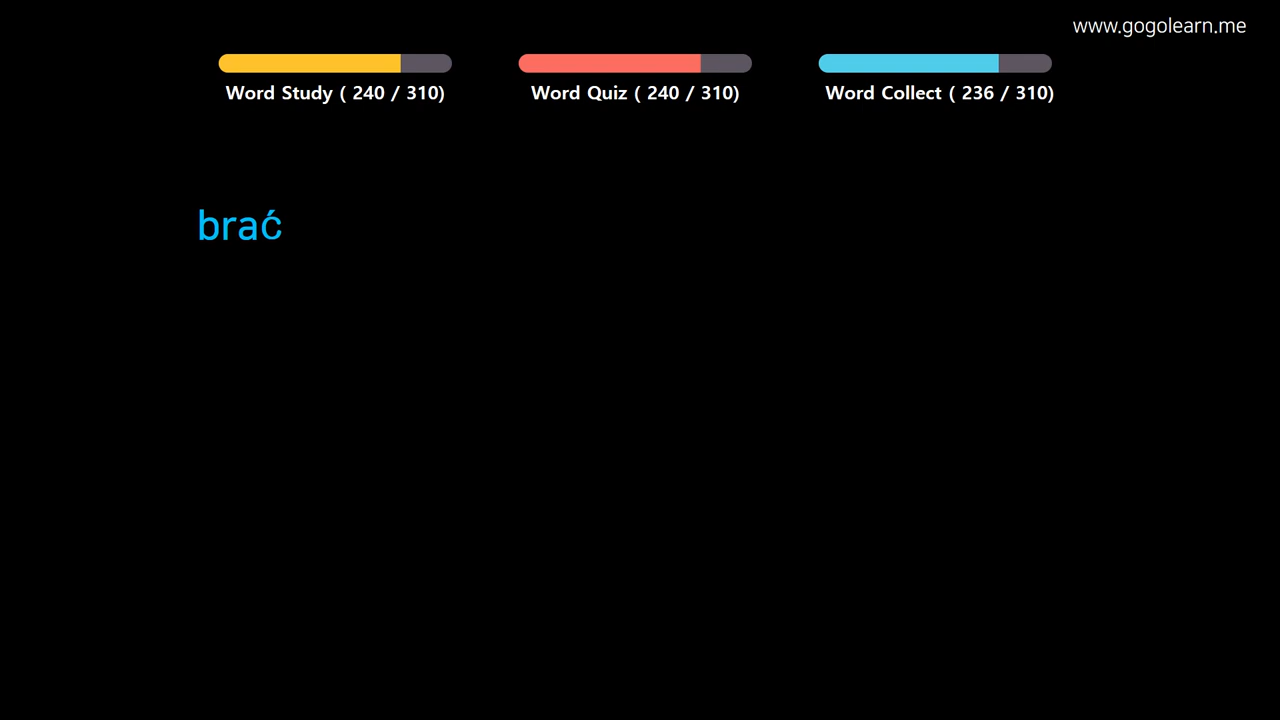 www.gogolearn.me
Word Study ( 240 / 310)
Word Quiz ( 240 / 310)
Word Collect ( 236 / 310)
brać